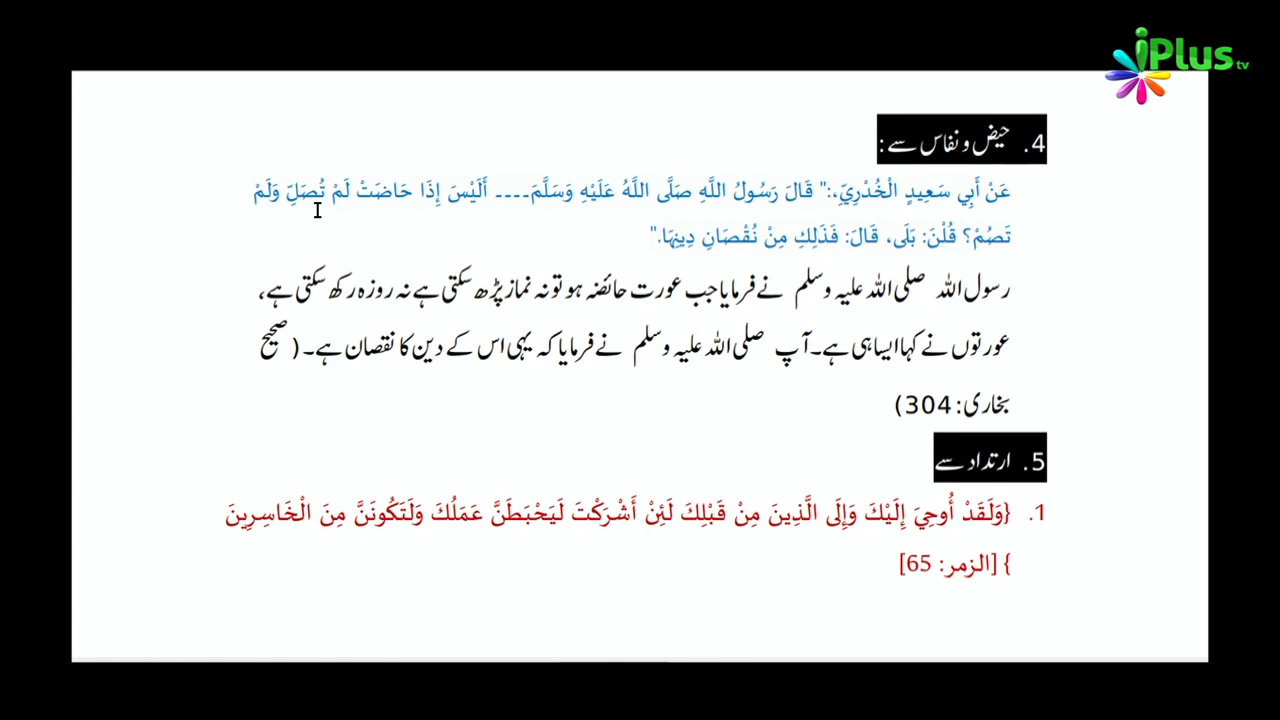 iPlus tv
4. حیض و نفاس سے:
عَنْ أَبِي سَعِيدٍ الْخُدْرِيِّ،:" قَالَ رَسُولُ اللَّهِ صَلَّى اللَّهُ عَلَيْهِ وَسَلَّمَ۔۔۔۔ أَلَيْسَ إِذَا حَاضَتْ لَمْ تُصَلِّ وَلَمْ
تَصُمْ؟ قُلْنَ: بَلَى، قَالَ: فَذَلِكِ مِنْ نُقْصَانِ دِينِهَا."
رسول اللہ صلی اللہ علیہ وسلم نے فرمایا جب عورت حائضہ ہو تو نہ نماز پڑھ سکتی ہے نہ روزہ رکھ سکتی ہے،
عورتوں نے کہا ایسا ہی ہے۔ آپ صلی اللہ علیہ وسلم نے فرمایا کہ یہی اس کے دین کا نقصان ہے۔ (صحیح
بخاری: 304)
5. ارتداد سے
1. {وَلَقَدْ أُوحِيَ إِلَيْكَ وَإِلَى الَّذِينَ مِنْ قَبْلِكَ لَئِنْ أَشْرَكْتَ لَيَحْبَطَنَّ عَمَلُكَ وَلَتَكُونَنَّ مِنَ الْخَاسِرِينَ
} [الزمر: 65]